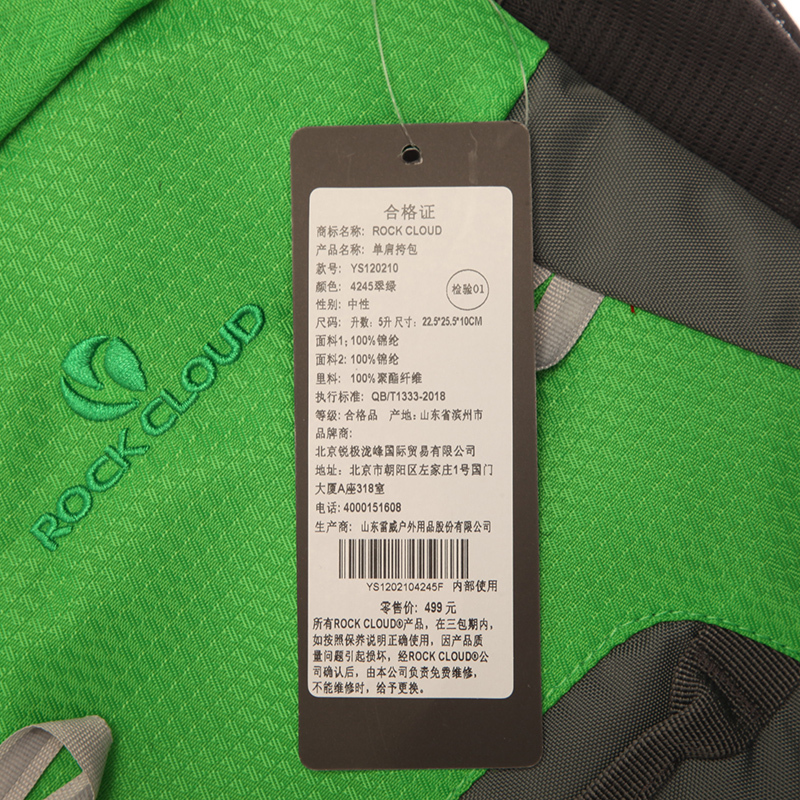 合格证
商标名称: ROCK CLOUD
产品名称: 单肩挎包
款号: YS120210
颜色: 4245翠绿
检验01
性别: 中性
尺码: 升数: 5升 尺寸: 22.5*25.5*10CM
面料1: 100%锦纶
面料2: 100%锦纶
里料: 100%聚酯纤维
执行标准: QB/T1333-2018
等级: 合格品 产地: 山东省滨州市
品牌商:
北京锐极泷峰国际贸易有限公司
地址: 北京市朝阳区左家庄1号国门
大厦A座318室
电话: 4000151608
生产商: 山东雷威户外用品股份有限公司
YS1202104245F 内部使用
零售价: 499 元
所有ROCK CLOUD®产品, 在三包期内,
如按照保养说明正确使用, 因产品质
量问题引起损坏, 经ROCK CLOUD®公
司确认后, 由本公司负责免费维修,
不能维修时, 给予更换。
ROCK CLOUD